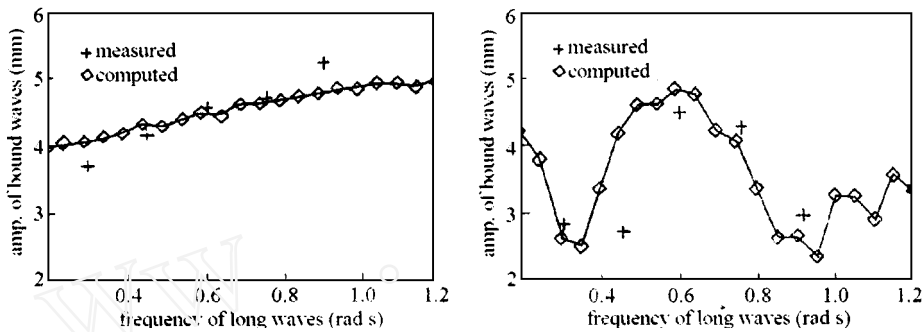 6
5
4
3
2
amp. of bound waves (mm)
+ measured
◇ computed
0.4 0.6 0.8 1.0 1.2
frequency of long waves (rad s)
6
5
4
3
2
amp. of bound waves (mm)
+ measured
◇ computed
0.4 0.6 0.8 1.0 1.2
frequency of long waves (rad s)